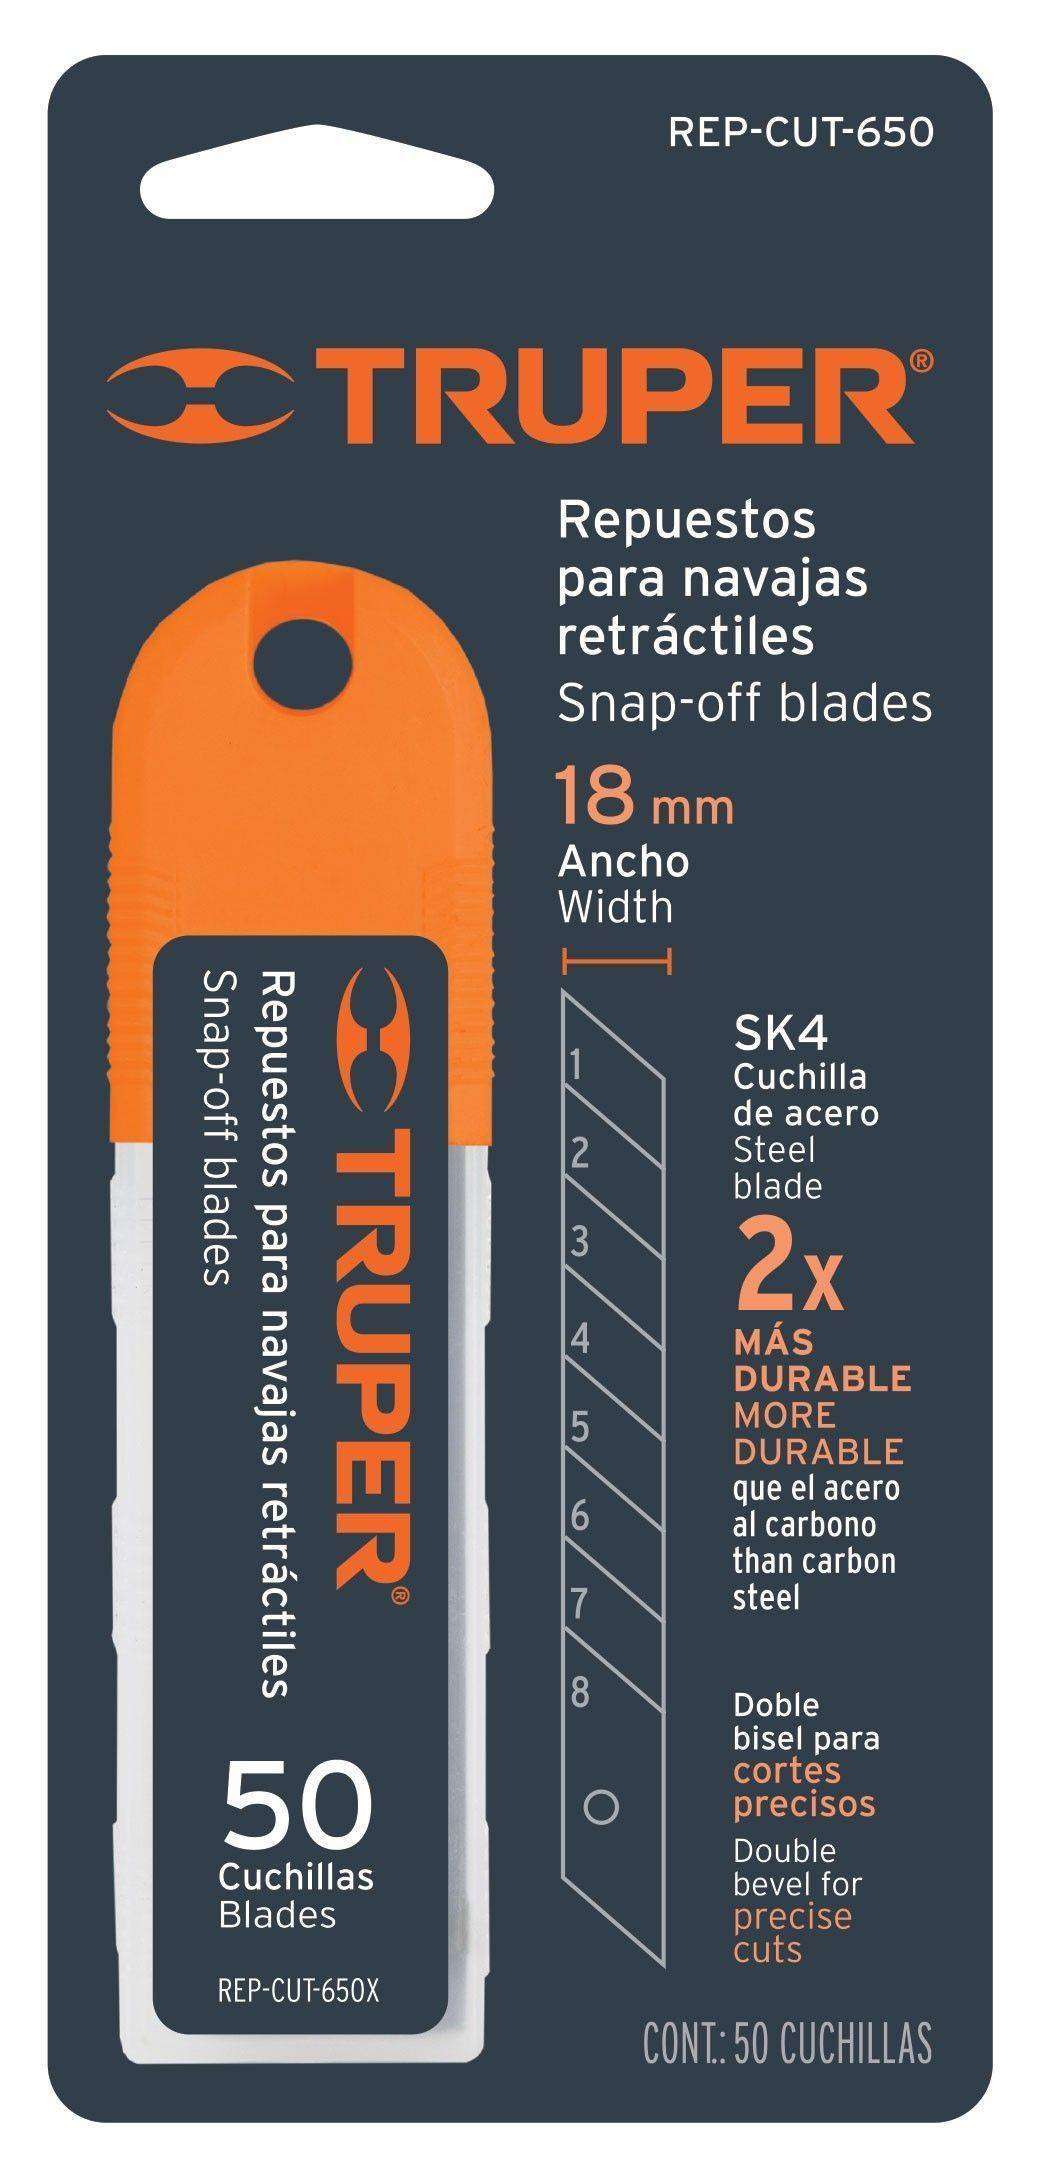 REP-CUT-650
TRUPER®
Repuestos
para navajas
retráctiles
Snap-off blades
18 mm
Ancho
Width
1
2
3
4
5
6
7
8
SK4
Cuchilla
de acero
Steel
blade
2x
MÁS
DURABLE
MORE
DURABLE
que el acero
al carbono
than carbon
steel
Doble
bisel para
cortes
precisos
Double
bevel for
precise
cuts
CONT.: 50 CUCHILLAS
TRUPER®
Repuestos para navajas retráctiles
Snap-off blades
50
Cuchillas
Blades
REP-CUT-650X